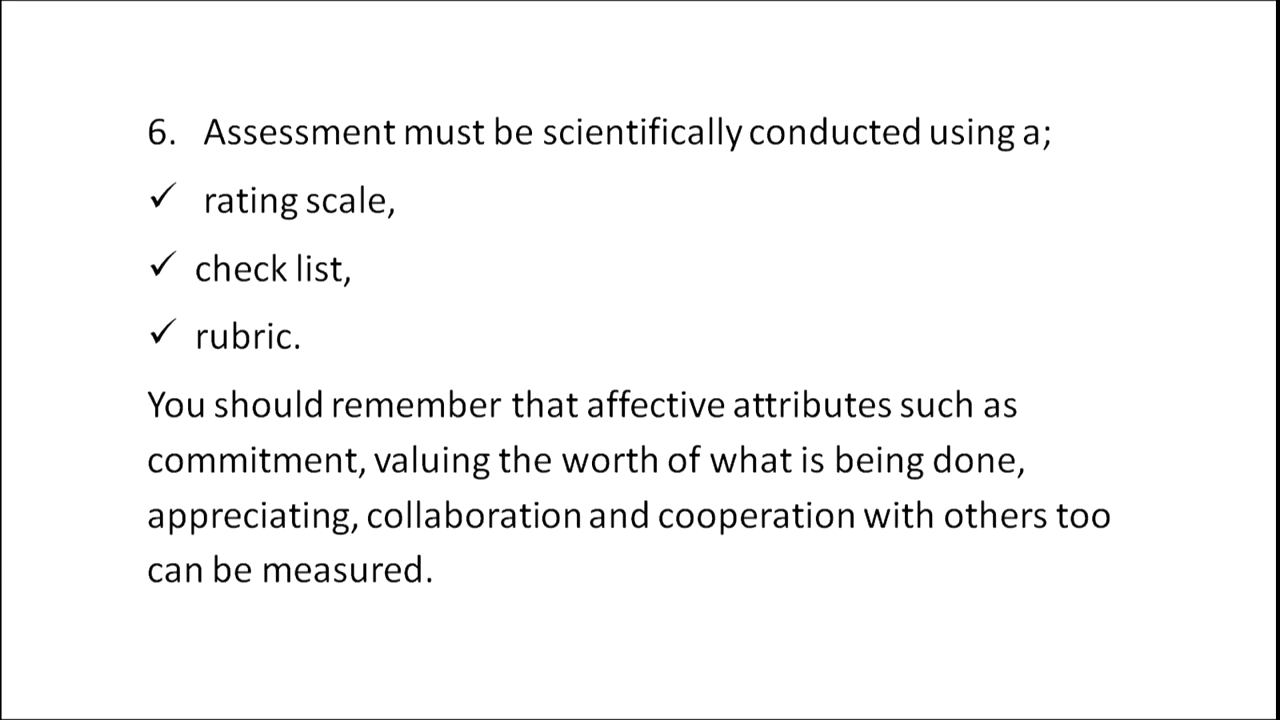 6. Assessment must be scientifically conducted using a;
✓ rating scale,
✓ check list,
✓ rubric.
You should remember that affective attributes such as
commitment, valuing the worth of what is being done,
appreciating, collaboration and cooperation with others too
can be measured.